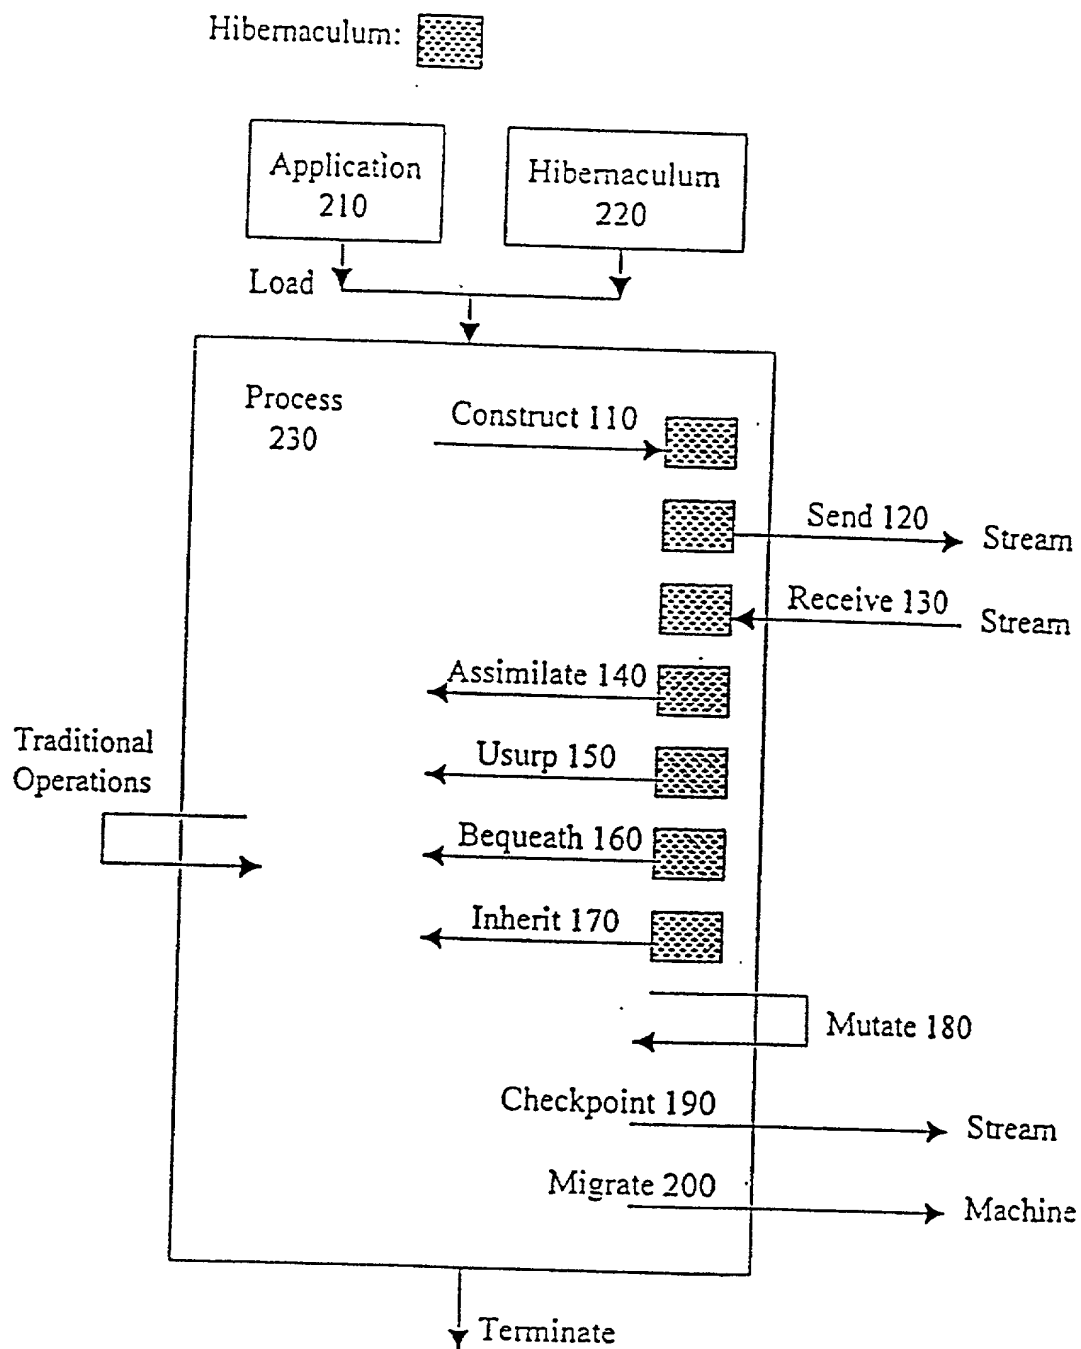 Hibernaculum:
Application
210
Hibernaculum
220
Load
Process
230
Construct 110
Send 120
Stream
Receive 130
Stream
Assimilate 140
Traditional
Operations
Usurp 150
Bequeath 160
Inherit 170
Mutate 180
Checkpoint 190
Stream
Migrate 200
Machine
Terminate